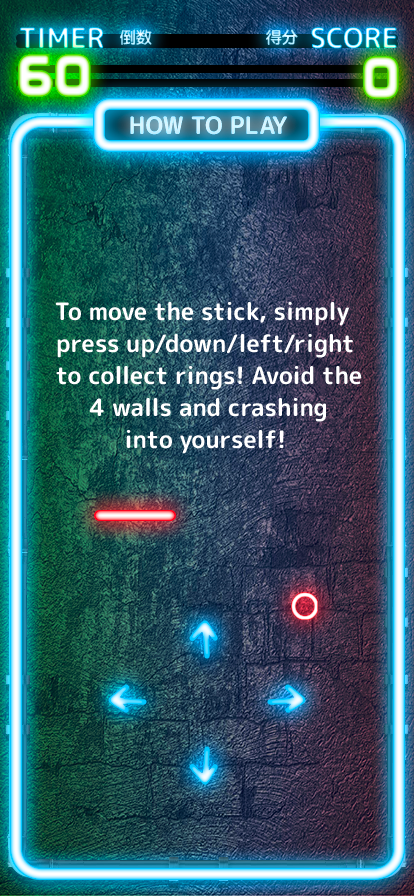 TIMER 倒数 得分 SCORE
60 0
HOW TO PLAY
To move the stick, simply
press up/down/left/right
to collect rings! Avoid the
4 walls and crashing
into yourself!